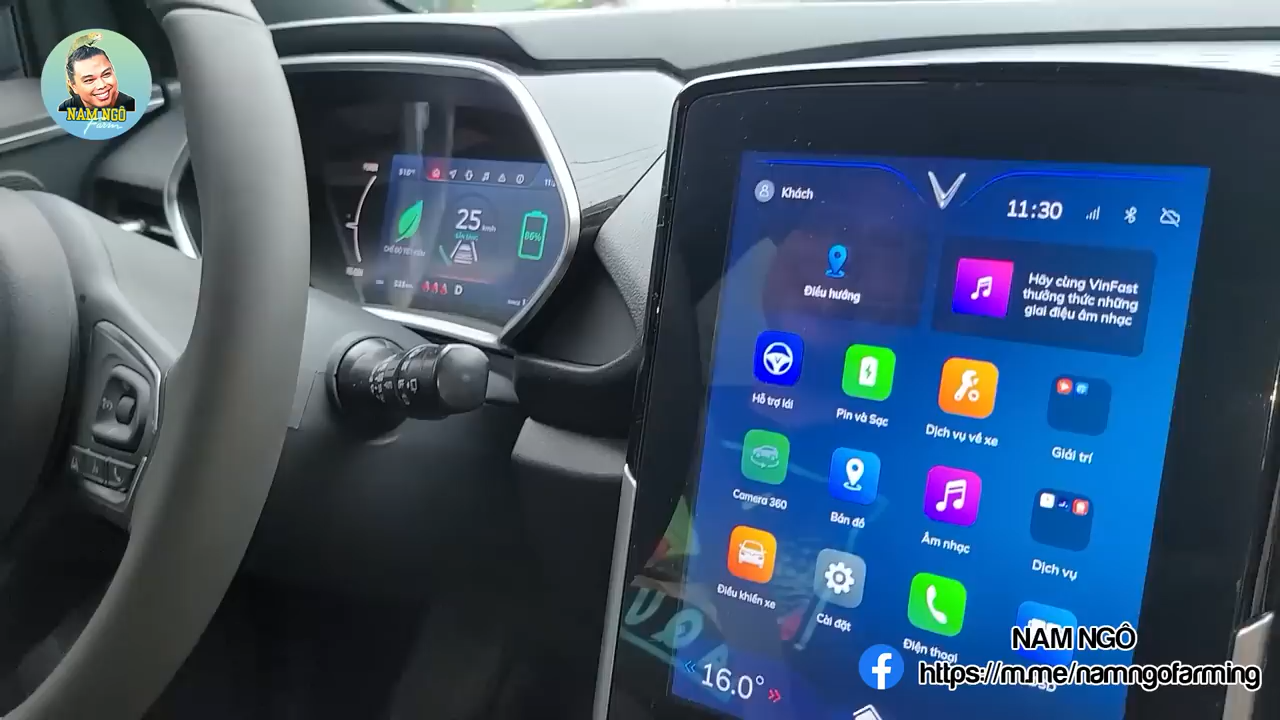 NAM NGÔ
Farm
25
km/h
86%
D
Khách
11:30
Điều hướng
Hãy cùng VinFast
thưởng thức những
giai điệu âm nhạc
Hỗ trợ lái
Pin và Sạc
Dịch vụ về xe
Giải trí
Camera 360
Bản đồ
Âm nhạc
Dịch vụ
Điều khiển xe
Cài đặt
Điện thoại
16.0°
NAM NGÔ
https://m.me/namngofarming